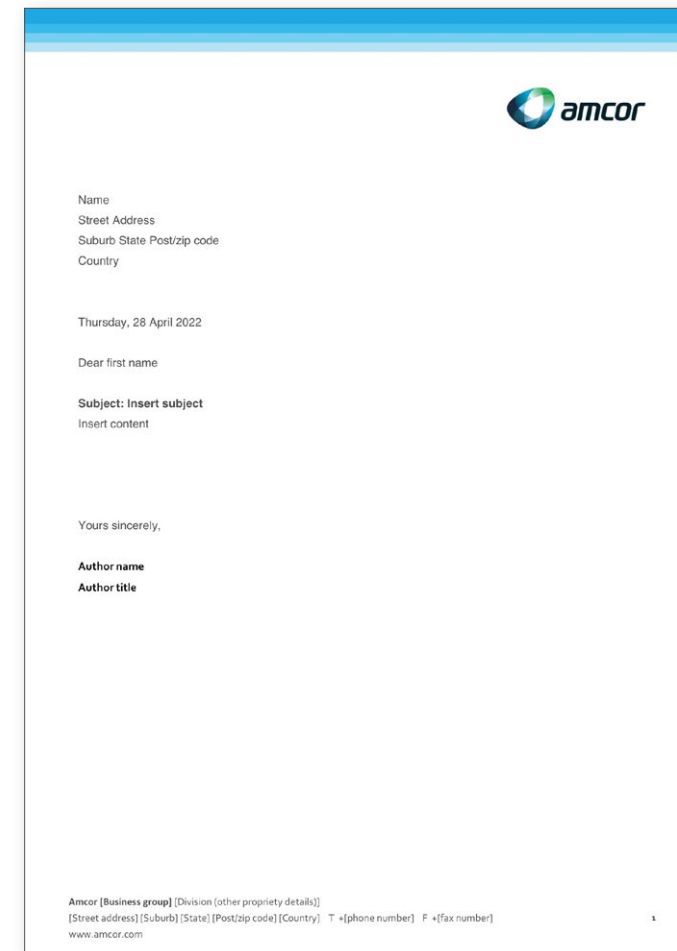 amcor
Name
Street Address
Suburb State Post/zip code
Country
Thursday, 28 April 2022
Dear first name
Subject: Insert subject
Insert content
Yours sincerely,
Author name
Author title
Amcor [Business group] [Division (other propriety details)]
[Street address] [Suburb] [State] [Post/zip code] [Country] T +[phone number] F +[fax number]
1
www.amcor.com